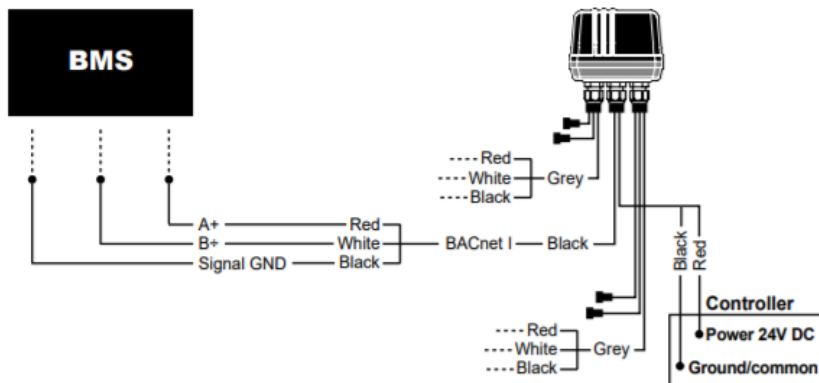 BMS
Red
White Grey
Black
A+ Red
B+ White BACnet I Black
Signal GND Black
Black
Red
Controller
Power 24V DC
Ground/common
Red
White Grey
Black